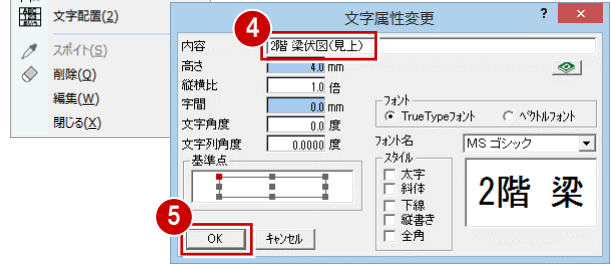 文字配置(2)
スポイト(S)
削除(Q)
編集(W)
閉じる(X)
4
文字属性変更
?
×
内容
2階 梁伏図(見上)
高さ
4.0 mm
縦横比
1.0 倍
字間
0.0 mm
文字角度
0.0 度
文字列角度
0.0000 度
フォント
TrueTypeフォント
ベクトルフォント
フォント名
MS ゴシック
基準点
スタイル
太字
斜体
下線
縦書き
全角
2階 梁
5
OK
キャンセル